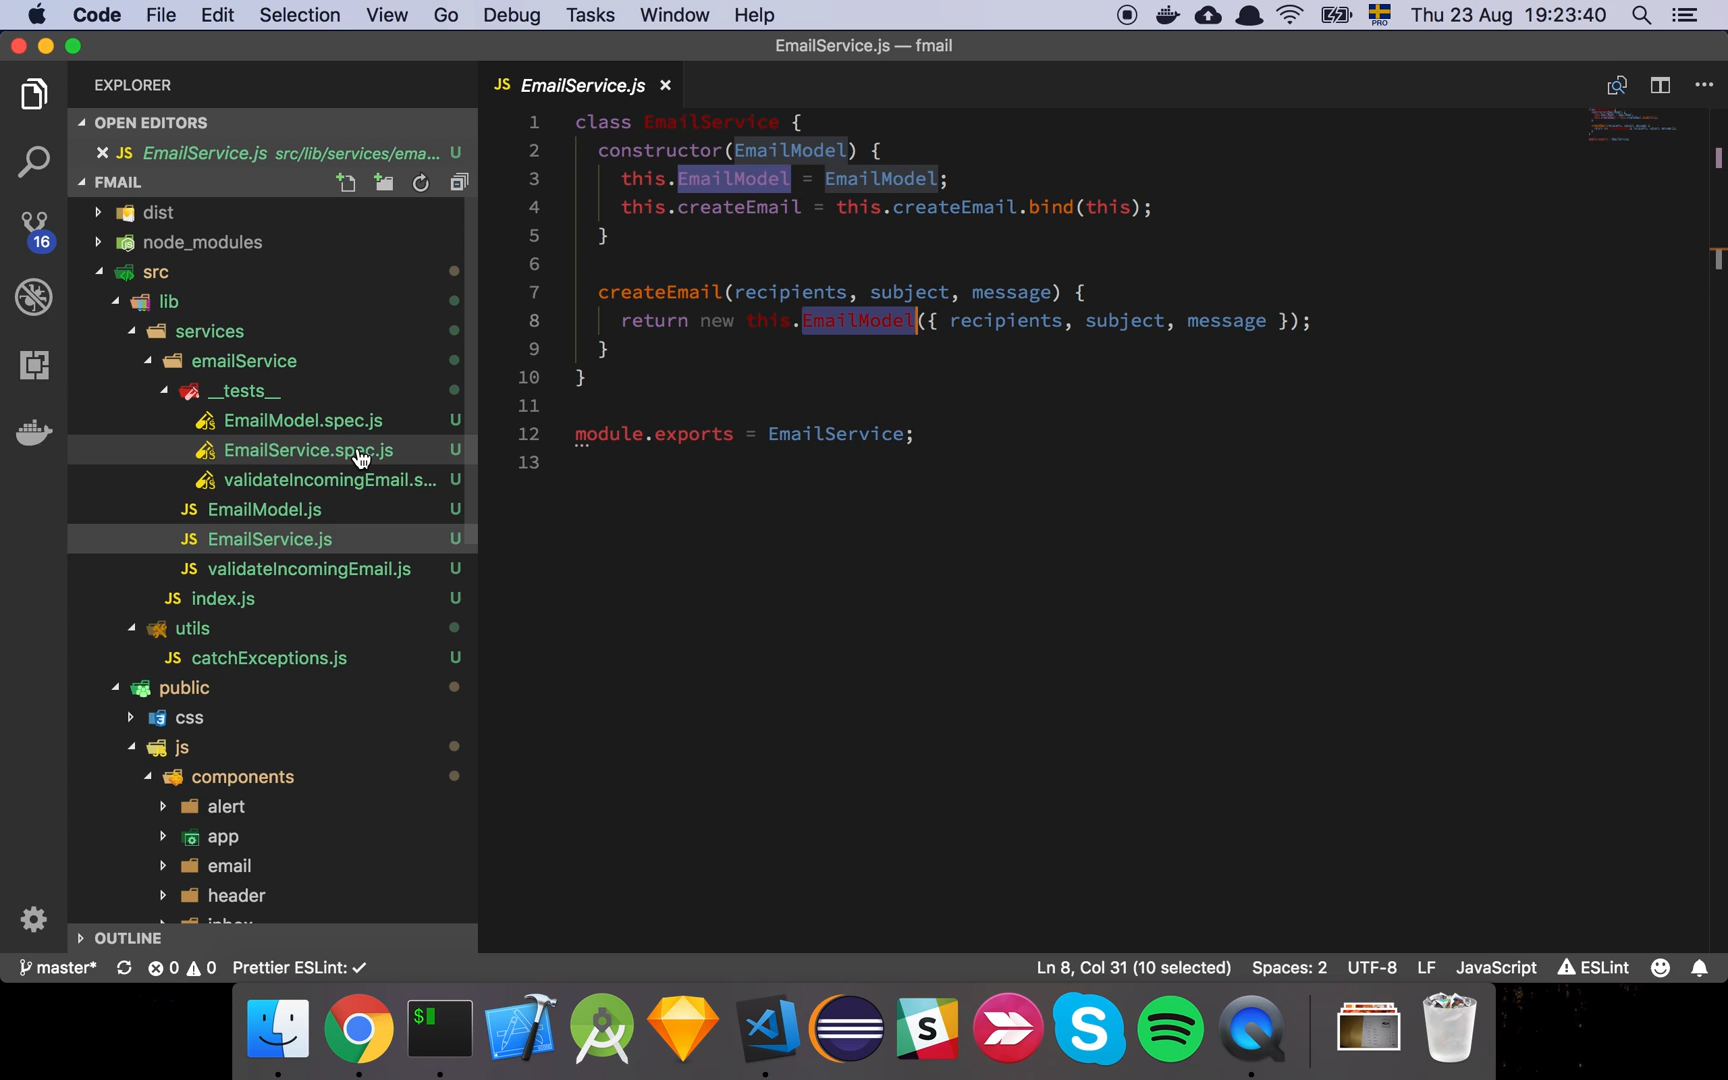 Code File Edit Selection View Go Debug Tasks Window Help PRO Thu 23 Aug 19:23:40
EmailService.js — fmail
EXPLORER
JS EmailService.js ×
OPEN EDITORS
× JS EmailService.js src/lib/services/ema... U
FMAIL
dist
node_modules
16
src
lib
services
emailService
__tests__
EmailModel.spec.js U
EmailService.spec.js U
validateIncomingEmail.s... U
JS EmailModel.js U
JS EmailService.js U
JS validateIncomingEmail.js U
JS index.js U
utils
JS catchExceptions.js U
public
css
js
components
alert
app
email
header
inbox
OUTLINE
1 class EmailService {
2 constructor(EmailModel) {
3 this.EmailModel = EmailModel;
4 this.createEmail = this.createEmail.bind(this);
5 }
6
7 createEmail(recipients, subject, message) {
8 return new this.EmailModel({ recipients, subject, message });
9 }
10 }
11
12 module.exports = EmailService;
13
master* 0 0 Prettier ESLint: ✓ Ln 8, Col 31 (10 selected) Spaces: 2 UTF-8 LF JavaScript ESLint
$
S
S